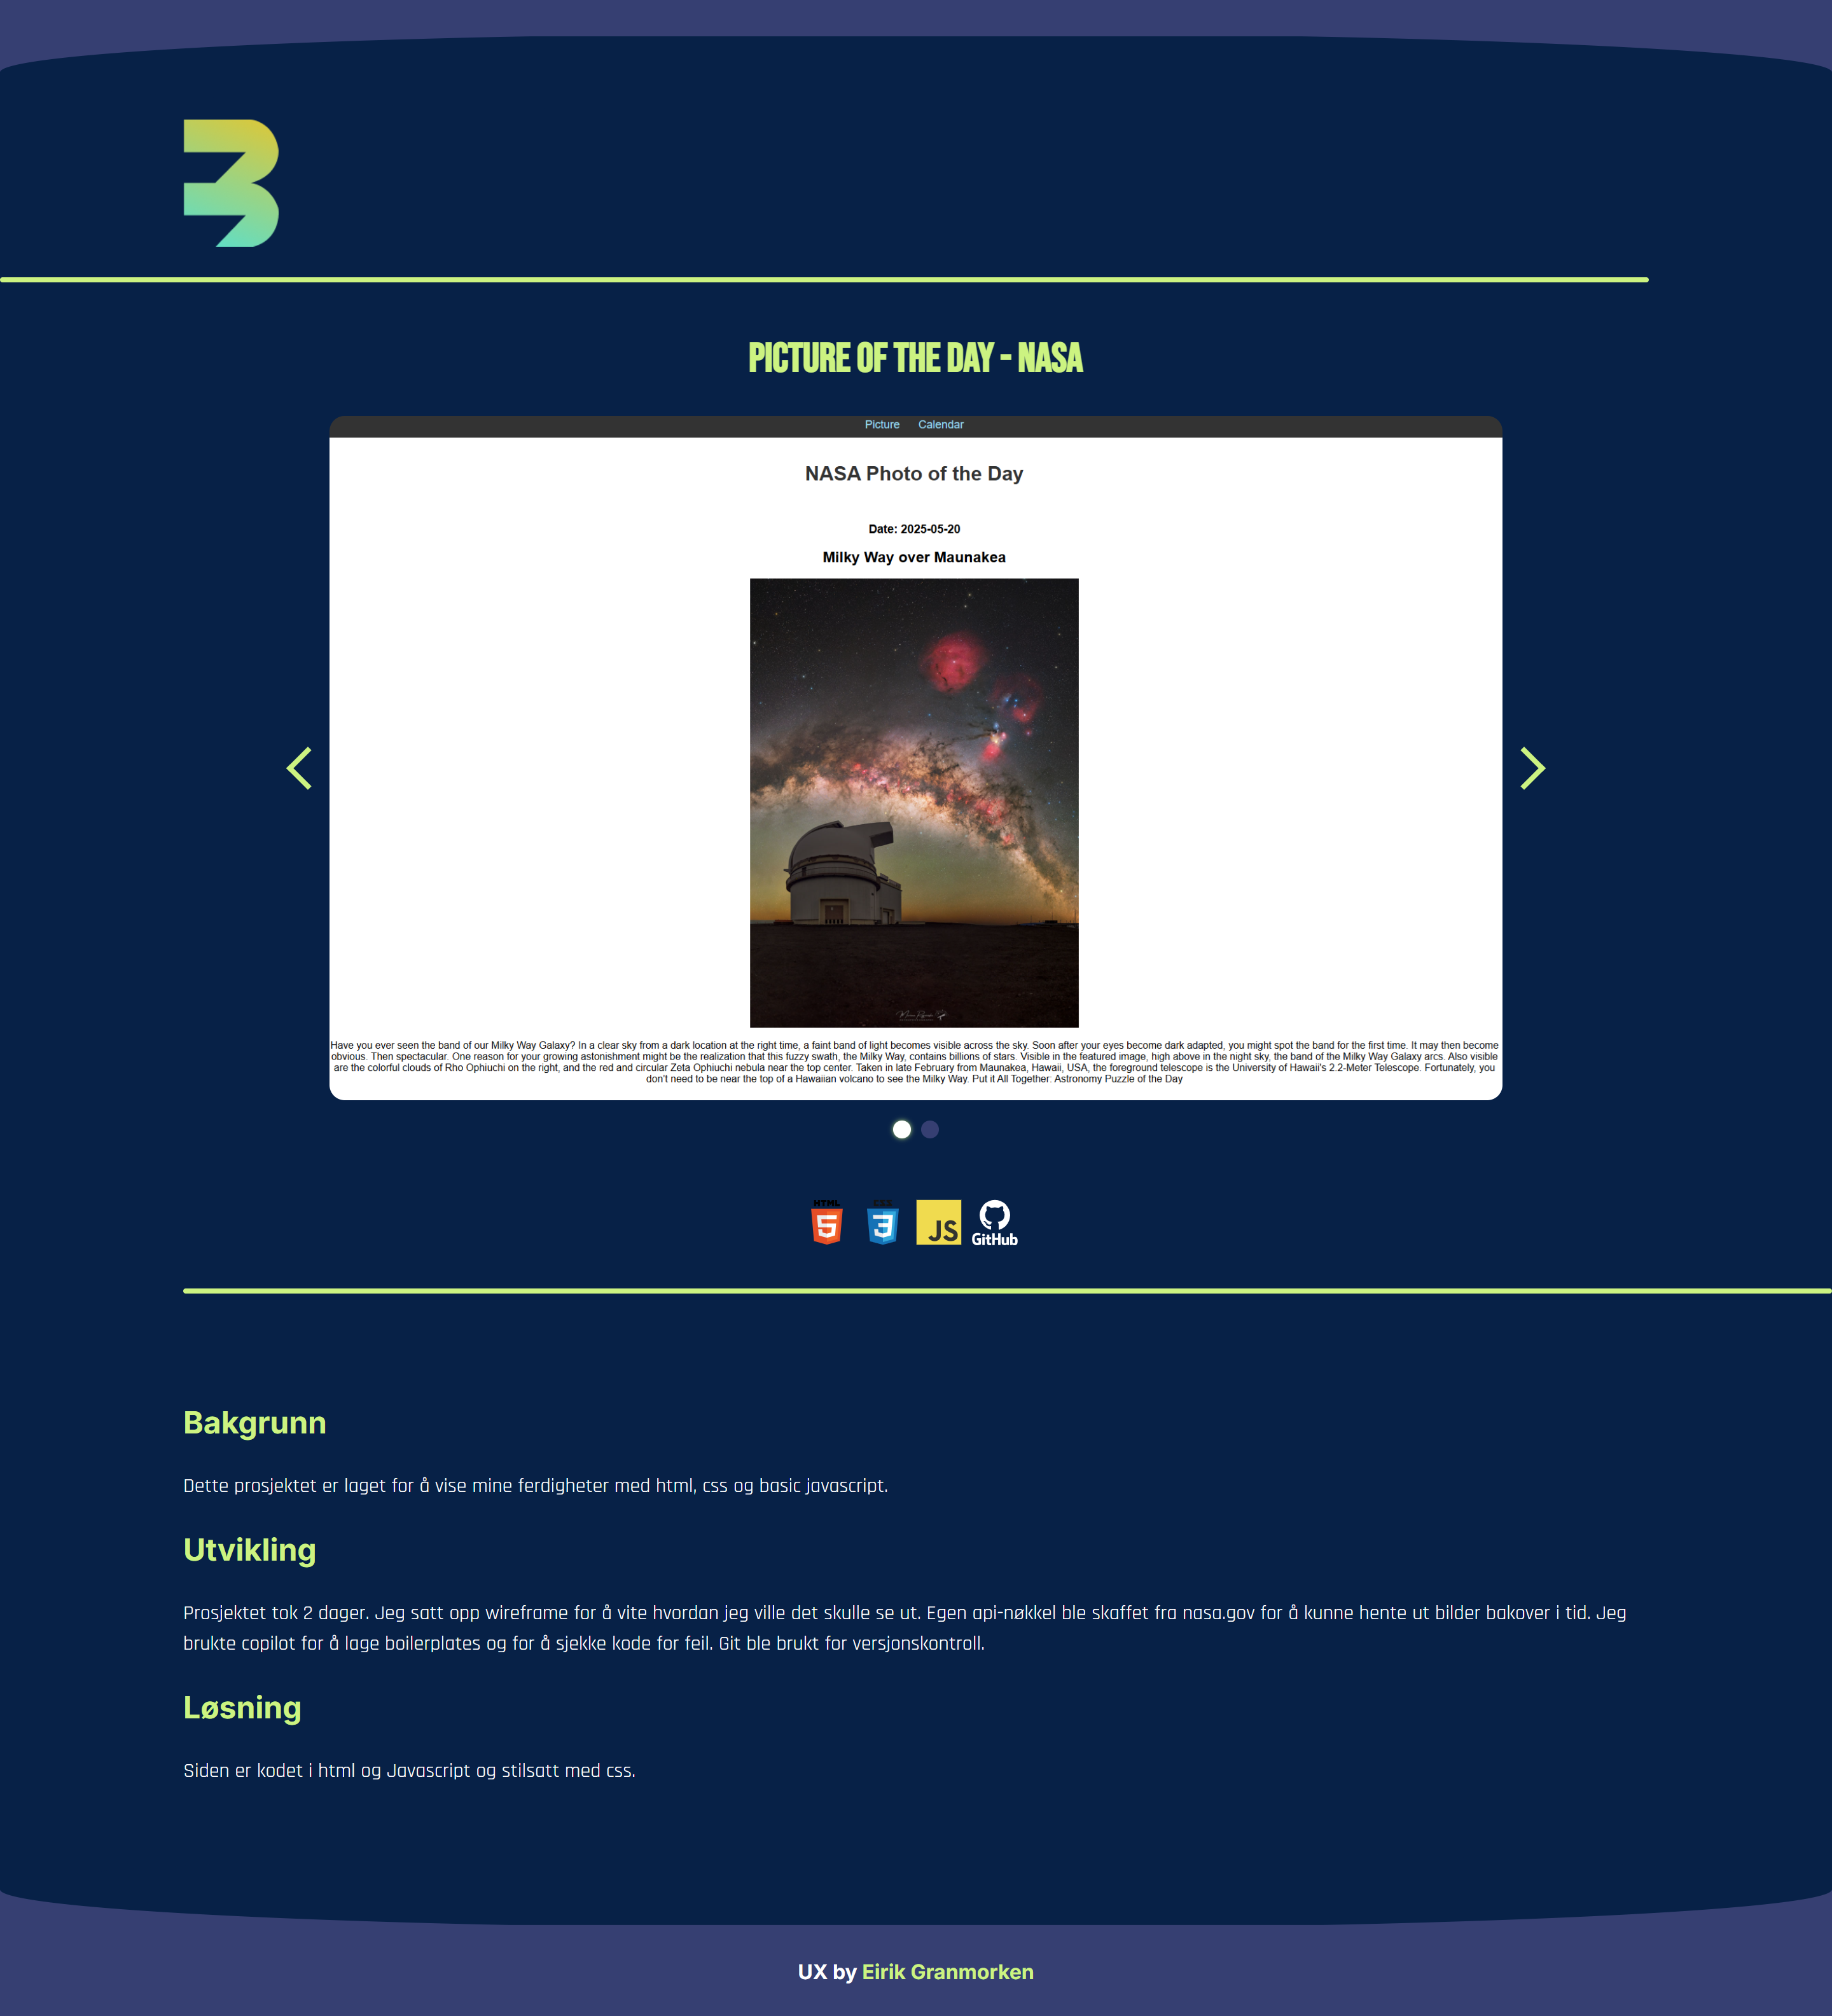 PICTURE OF THE DAY - NASA
Picture Calendar
NASA Photo of the Day
Date: 2025-05-20
Milky Way over Maunakea
Have you ever seen the band of our Milky Way Galaxy? In a clear sky from a dark location at the right time, a faint band of light becomes visible across the sky. Soon after your eyes become dark adapted, you might spot the band for the first time. It may then become
obvious. Then spectacular. One reason for your growing astonishment might be the realization that this fuzzy swath, the Milky Way, contains billions of stars. Visible in the featured image, high above in the night sky, the band of the Milky Way Galaxy arcs. Also visible
are the colorful clouds of Rho Ophiuchi on the right, and the red and circular Zeta Ophiuchi nebula near the top center. Taken in late February from Maunakea, Hawaii, USA, the foreground telescope is the University of Hawaii's 2.2-Meter Telescope. Fortunately, you
don't need to be near the top of a Hawaiian volcano to see the Milky Way. Put it All Together: Astronomy Puzzle of the Day
HTML CSS
5 3 JS GitHub
Bakgrunn
Dette prosjektet er laget for å vise mine ferdigheter med html, css og basic javascript.
Utvikling
Prosjektet tok 2 dager. Jeg satt opp wireframe for å vite hvordan jeg ville det skulle se ut. Egen api-nøkkel ble skaffet fra nasa.gov for å kunne hente ut bilder bakover i tid. Jeg
brukte copilot for å lage boilerplates og for å sjekke kode for feil. Git ble brukt for versjonskontroll.
Løsning
Siden er kodet i html og Javascript og stilsatt med css.
UX by Eirik Granmorken